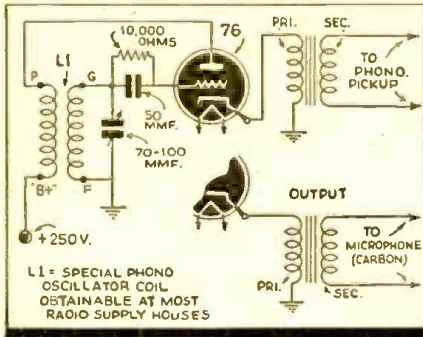 10,000
OHMS
76
PRI.
SEC.
L1
P
G
TO
PHONO.
PICKUP
50
MMF.
70-100
MMF.
"B+"
F
+250 V.
OUTPUT
TO
MICROPHONE
(CARBON)
PRI.
SEC.
L1 = SPECIAL PHONO
OSCILLATOR COIL
OBTAINABLE AT MOST
RADIO SUPPLY HOUSES